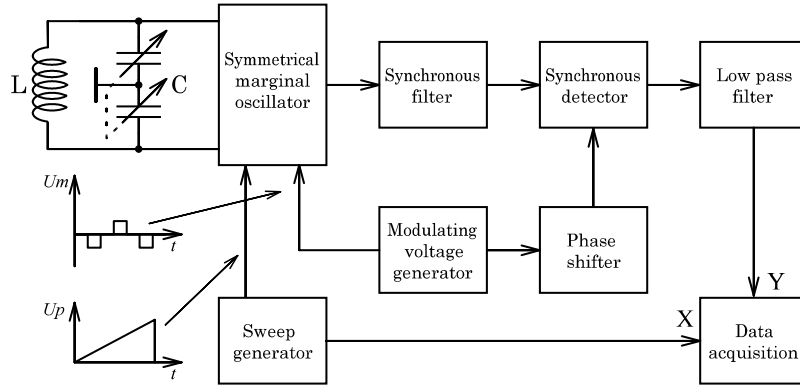 Symmetrical
marginal
oscillator
Synchronous
filter
Synchronous
detector
Low pass
filter
L
C
Um
t
Modulating
voltage
generator
Phase
shifter
Up
t
Sweep
generator
X
Y
Data
acquisition